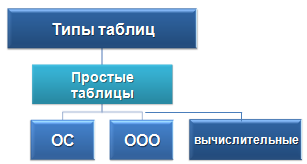 Типы таблиц
Простые
таблицы
ОС
ООО
вычислительные